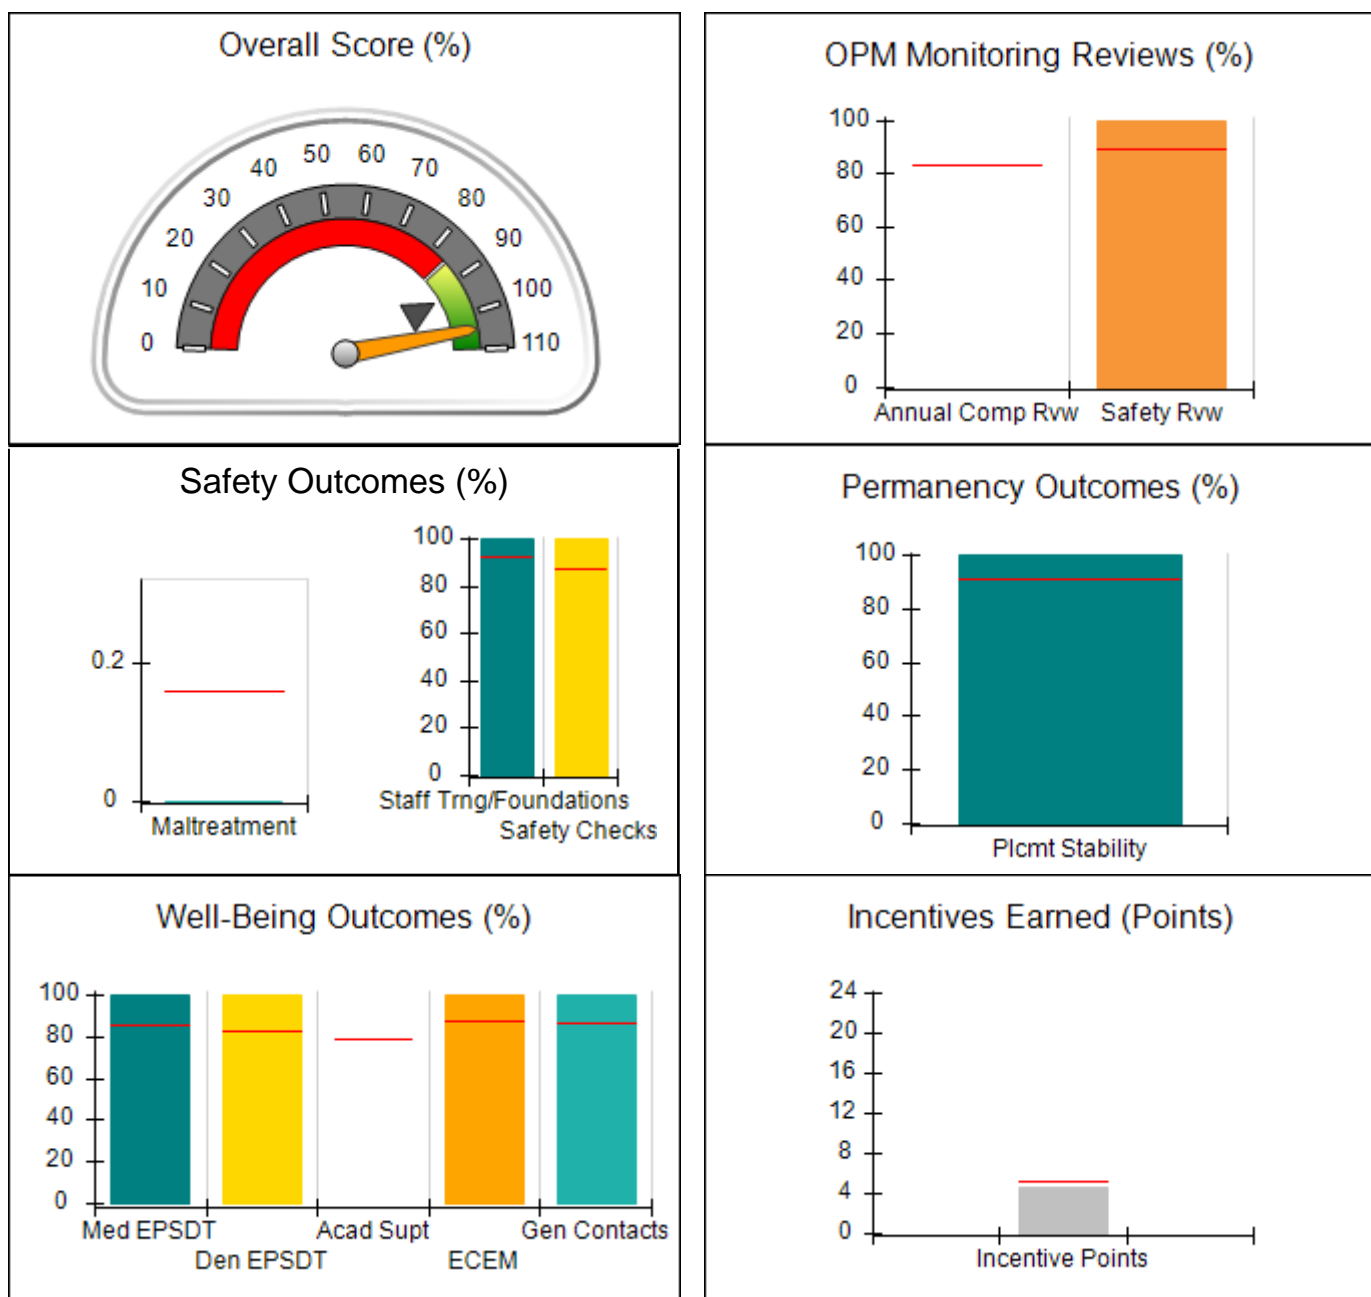 Overall Score (%)
0
10
20
30
40
50
60
70
80
90
100
110
OPM Monitoring Reviews (%)
100
80
60
40
20
0
Annual Comp Rvw
Safety Rvw
Safety Outcomes (%)
0.2
0
Maltreatment
100
80
60
40
20
0
Staff Trng/Foundations
Safety Checks
Permanency Outcomes (%)
100
80
60
40
20
0
Plcmt Stability
Well-Being Outcomes (%)
100
80
60
40
20
0
Med EPSDT
Den EPSDT
Acad Supt
ECEM
Gen Contacts
Incentives Earned (Points)
24
20
16
12
8
4
0
Incentive Points